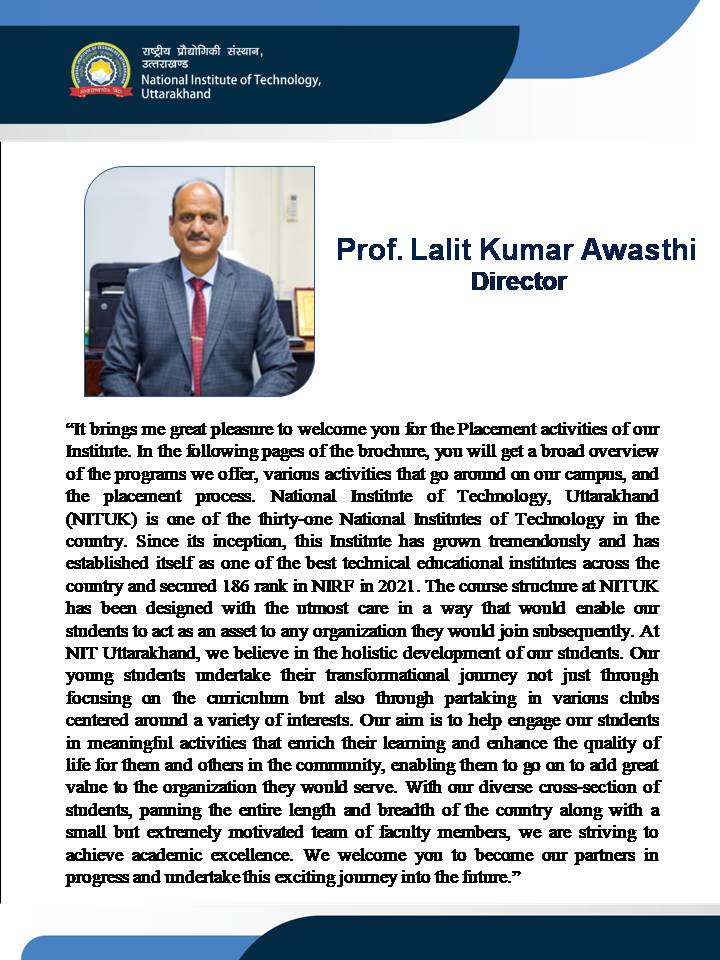 राष्ट्रीय प्रौद्योगिकी संस्थान,
उत्तराखण्ड
National Institute of Technology,
Uttarakhand
Prof. Lalit Kumar Awasthi
Director
“It brings me great pleasure to welcome you for the Placement activities of our
Institute. In the following pages of the brochure, you will get a broad overview
of the programs we offer, various activities that go around on our campus, and
the placement process. National Institute of Technology, Uttarakhand
(NITUK) is one of the thirty-one National Institutes of Technology in the
country. Since its inception, this Institute has grown tremendously and has
established itself as one of the best technical educational institutes across the
country and secured 186 rank in NIRF in 2021. The course structure at NITUK
has been designed with the utmost care in a way that would enable our
students to act as an asset to any organization they would join subsequently. At
NIT Uttarakhand, we believe in the holistic development of our students. Our
young students undertake their transformational journey not just through
focusing on the curriculum but also through partaking in various clubs
centered around a variety of interests. Our aim is to help engage our students
in meaningful activities that enrich their learning and enhance the quality of
life for them and others in the community, enabling them to go on to add great
value to the organization they would serve. With our diverse cross-section of
students, panning the entire length and breadth of the country along with a
small but extremely motivated team of faculty members, we are striving to
achieve academic excellence. We welcome you to become our partners in
progress and undertake this exciting journey into the future.”